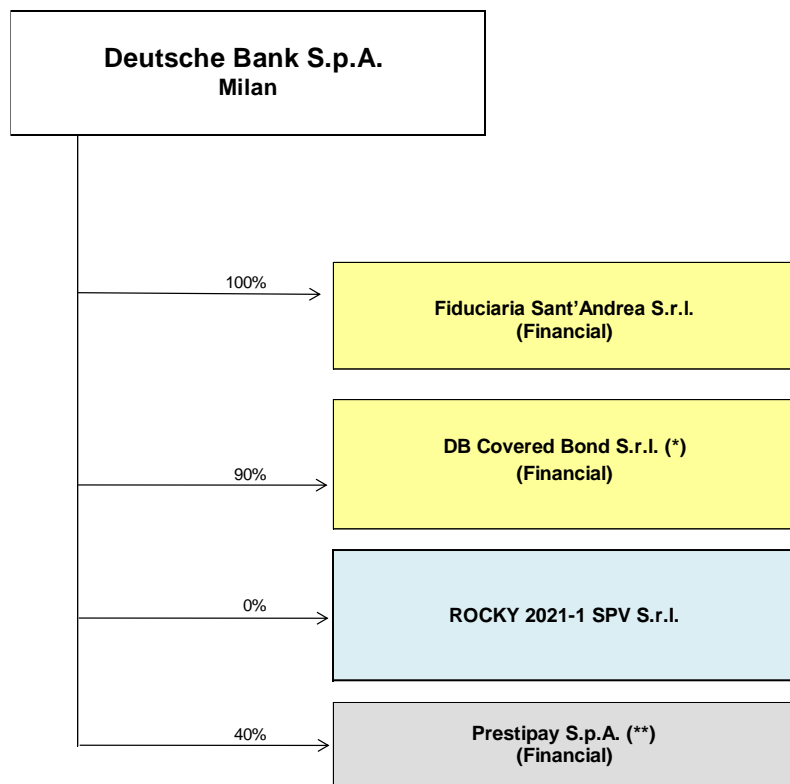 Deutsche Bank S.p.A.
Milan
100%
Fiduciaria Sant’Andrea S.r.l.
(Financial)
90%
DB Covered Bond S.r.l. (*)
(Financial)
0%
ROCKY 2021-1 SPV S.r.l.
40%
Prestipay S.p.A. (**)
(Financial)